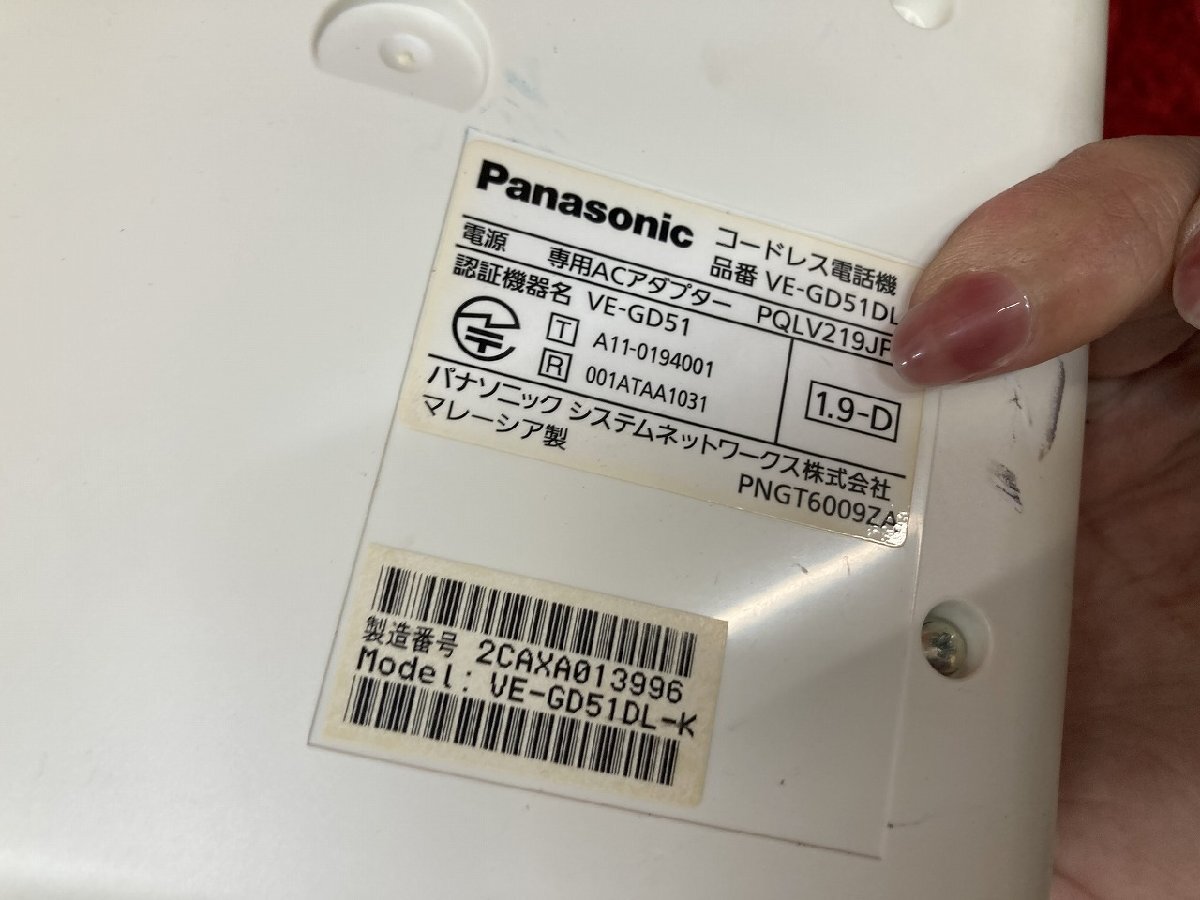 Panasonic コードレス電話機
品番 VE-GD51DL
電源 専用ACアダプター PQLV219JP
認証機器名 VE-GD51
T A11-0194001
R 001ATAA1031
1.9-D
パナソニック システムネットワークス株式会社
マレーシア製 PNGT6009ZA
製造番号 2CAXA013996
Model: VE-GD51DL-K